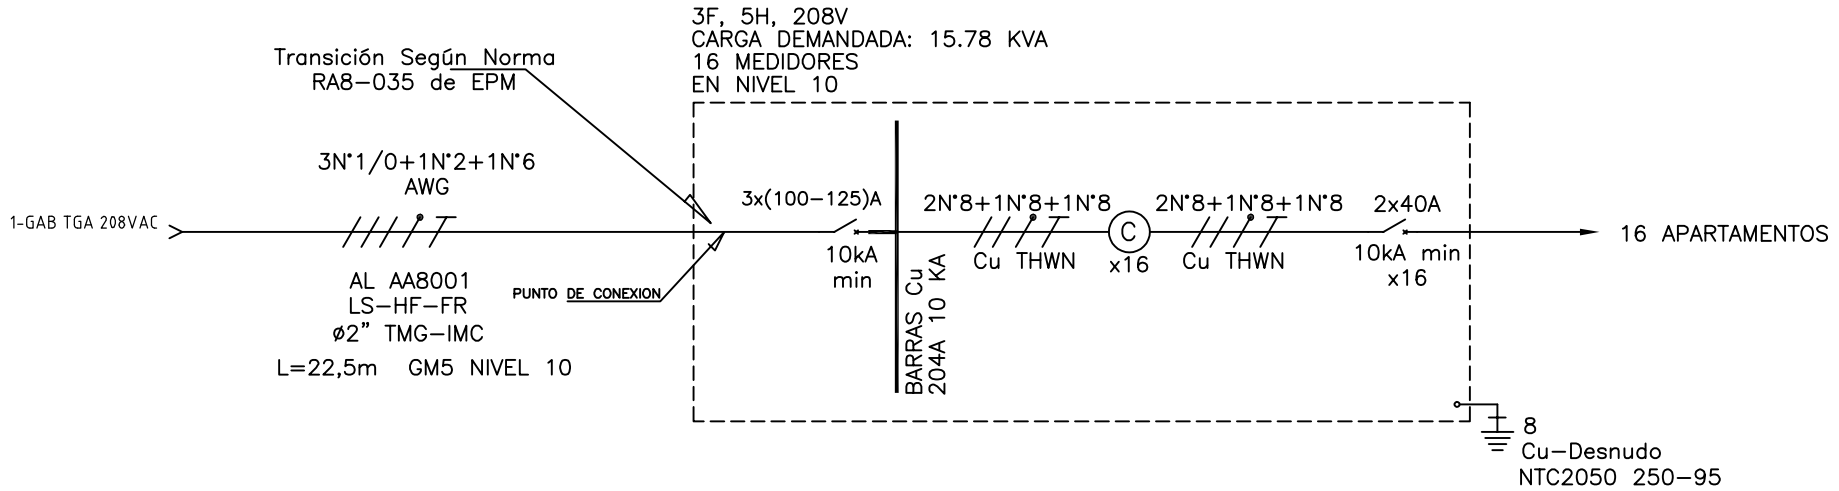 3F, 5H, 208V
CARGA DEMANDADA: 15.78 KVA
16 MEDIDORES
EN NIVEL 10
Transición Según Norma
RA8-035 de EPM
3N°1/0+1N°2+1N°6
AWG
1-GAB TGA 208VAC
AL AA8001
LS-HF-FR
ø2" TMG-IMC
L=22,5m GM5 NIVEL 10
PUNTO DE CONEXION
3x(100-125)A
10kA
min
BARRAS Cu
204A 10 KA
2N°8+1N°8+1N°8
Cu THWN
C
x16
2N°8+1N°8+1N°8
Cu THWN
2x40A
10kA min
x16
16 APARTAMENTOS
8
Cu-Desnudo
NTC2050 250-95